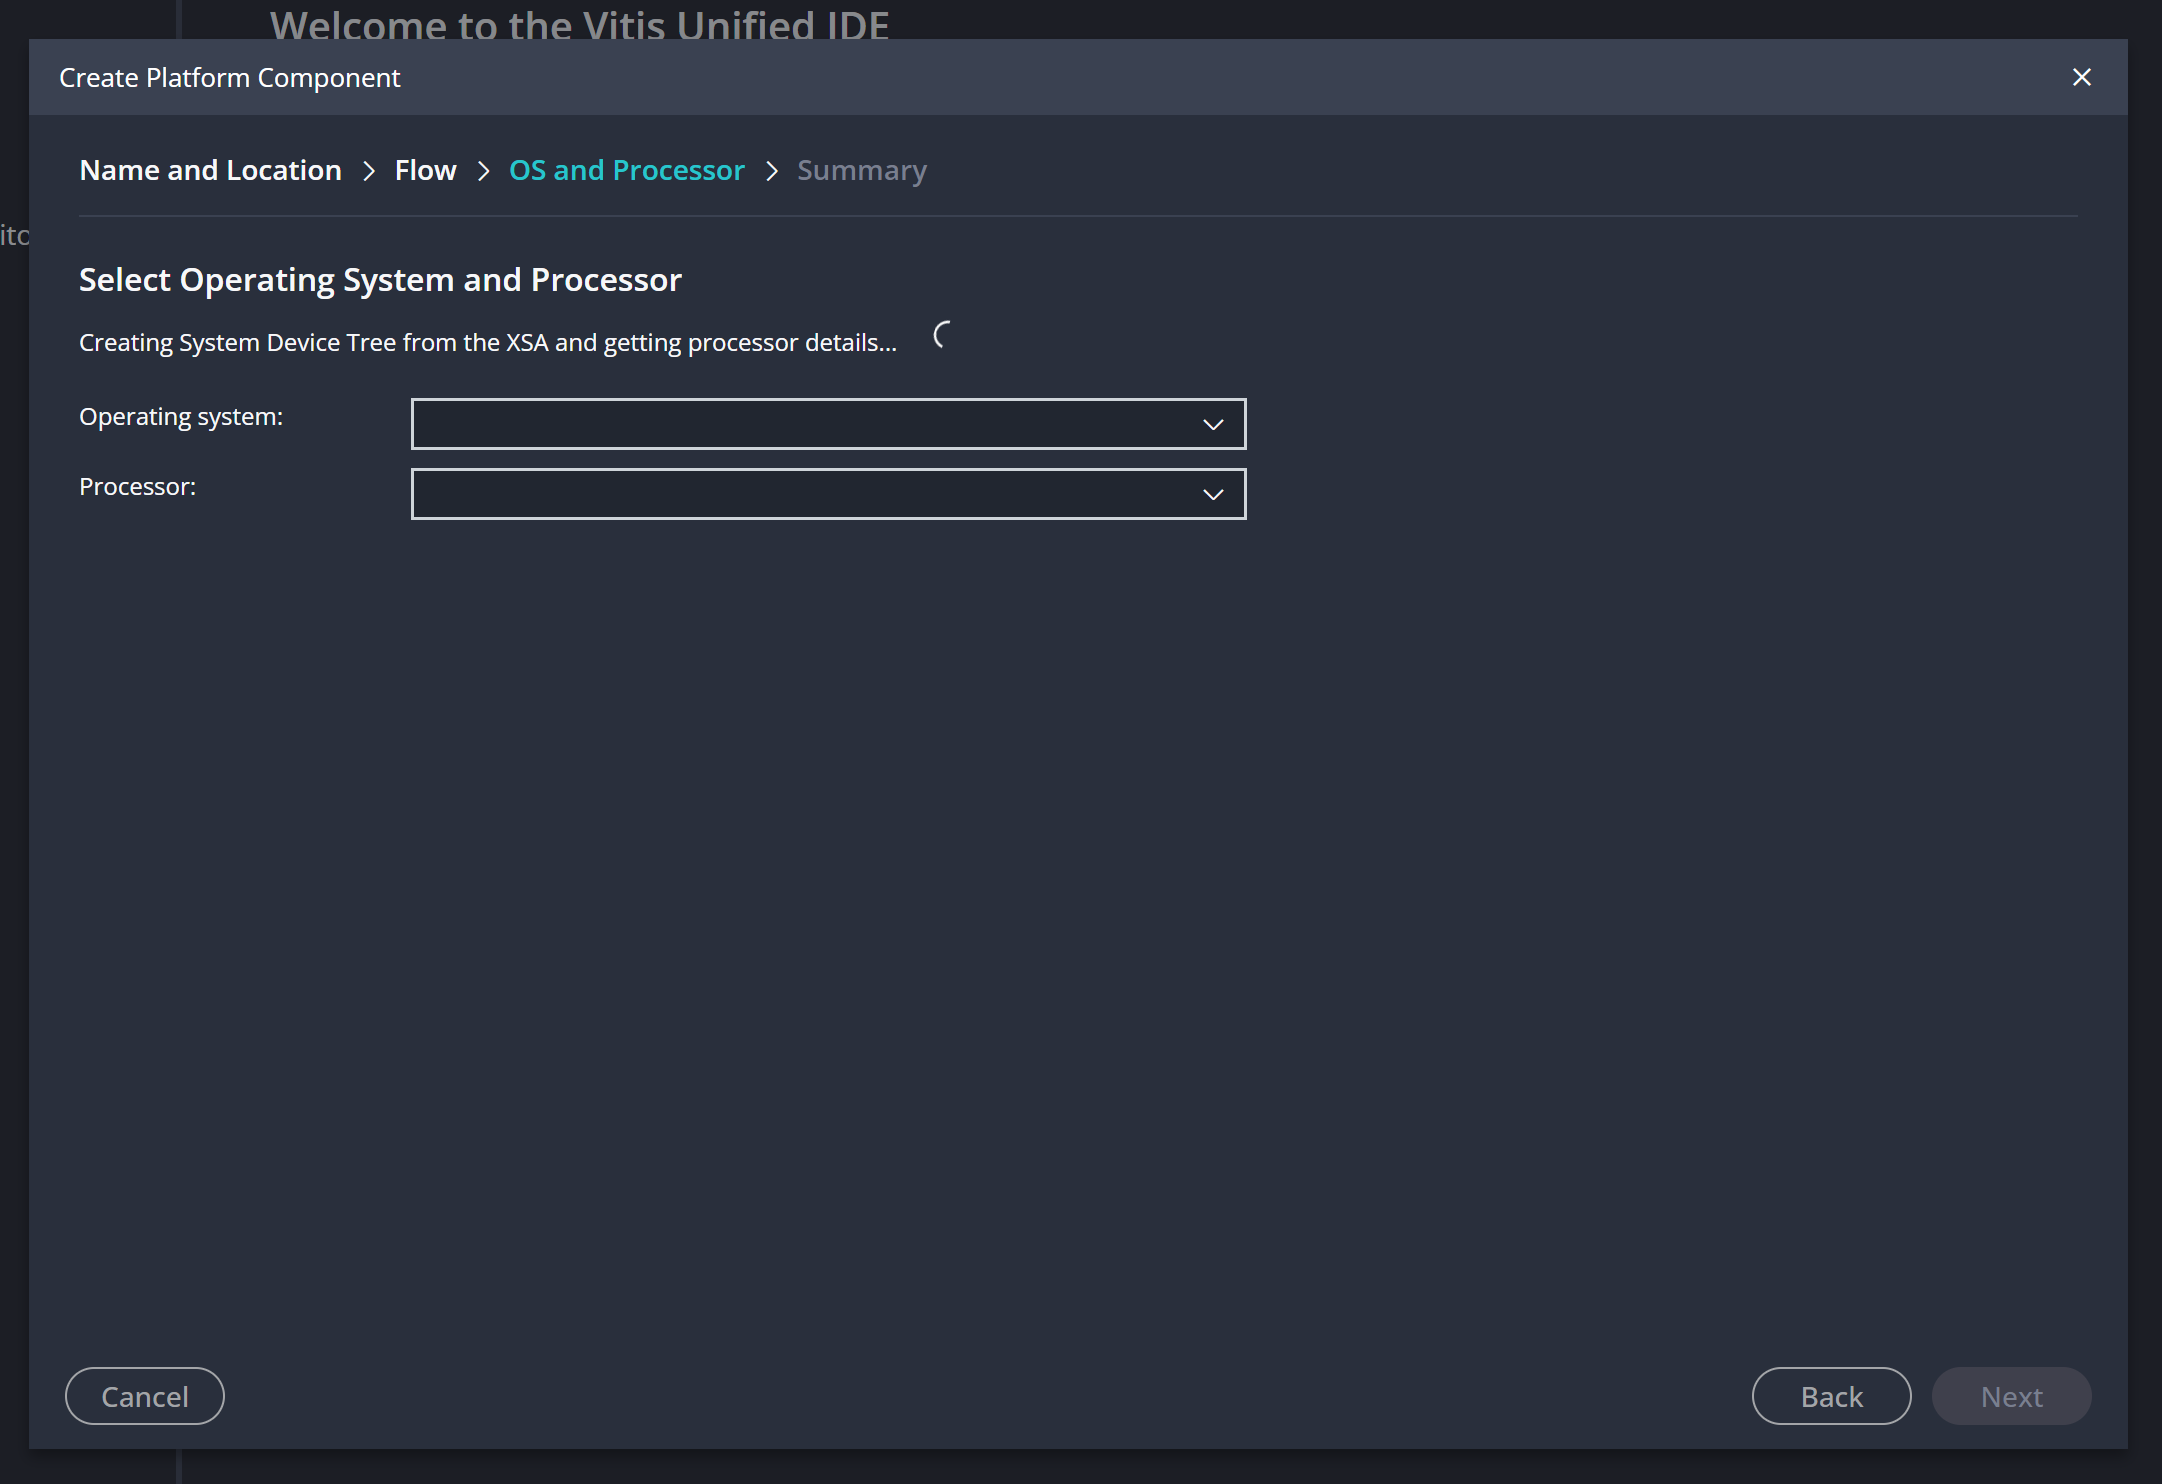 Welcome to the Vitis Unified IDE
Create Platform Component
Name and Location > Flow > OS and Processor > Summary
ito
Select Operating System and Processor
Creating System Device Tree from the XSA and getting processor details...
Operating system:
Processor:
Cancel
Back
Next